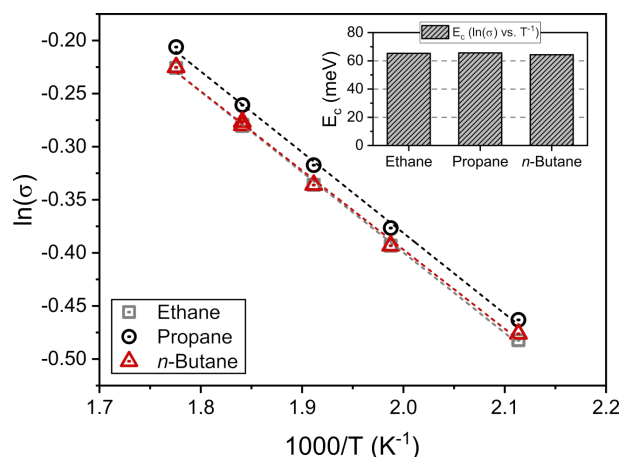 -0.20
-0.25
-0.30
-0.35
-0.40
-0.45
-0.50
ln(σ)
1.7
1.8
1.9
2.0
2.1
2.2
1000/T (K⁻¹)
Ethane
Propane
n-Butane
E_c (ln(σ) vs. T⁻¹)
80
60
40
20
0
E_c (meV)
Ethane
Propane
n-Butane